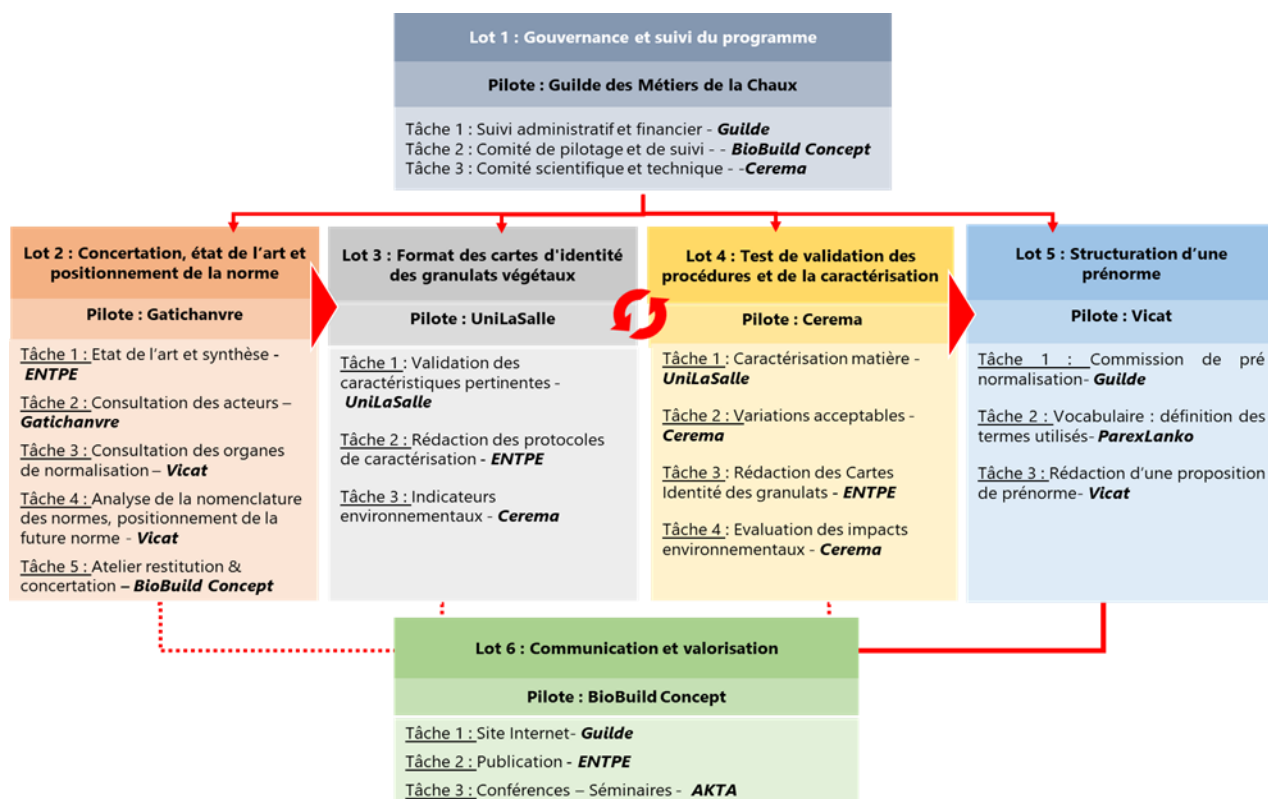 Lot 1 : Gouvernance et suivi du programme
Pilote : Guilde des Métiers de la Chaux
Tâche 1 : Suivi administratif et financier - Guilde
Tâche 2 : Comité de pilotage et de suivi - - BioBuild Concept
Tâche 3 : Comité scientifique et technique - -Cerema
Lot 2 : Concertation, état de l’art et
positionnement de la norme
Pilote : Gatichanvre
Tâche 1 : Etat de l’art et synthèse -
ENTPE
Tâche 2 : Consultation des acteurs –
Gatichanvre
Tâche 3 : Consultation des organes
de normalisation – Vicat
Tâche 4 : Analyse de la nomenclature
des normes, positionnement de la
future norme - Vicat
Tâche 5 : Atelier restitution &
concertation – BioBuild Concept
Lot 3 : Format des cartes d'identité
des granulats végétaux
Pilote : UniLaSalle
Tâche 1 : Validation des
caractéristiques pertinentes -
UniLaSalle
Tâche 2 : Rédaction des protocoles
de caractérisation - ENTPE
Tâche 3 : Indicateurs
environnementaux - Cerema
Lot 4 : Test de validation des
procédures et de la caractérisation
Pilote : Cerema
Tâche 1 : Caractérisation matière -
UniLaSalle
Tâche 2 : Variations acceptables -
Cerema
Tâche 3 : Rédaction des Cartes
Identité des granulats - ENTPE
Tâche 4 : Evaluation des impacts
environnementaux - Cerema
Lot 5 : Structuration d’une
prénorme
Pilote : Vicat
Tâche 1 : Commission de pré
normalisation- Guilde
Tâche 2 : Vocabulaire : définition des
termes utilisés- ParexLanko
Tâche 3 : Rédaction d’une proposition
de prénorme- Vicat
Lot 6 : Communication et valorisation
Pilote : BioBuild Concept
Tâche 1 : Site Internet- Guilde
Tâche 2 : Publication - ENTPE
Tâche 3 : Conférences – Séminaires - AKTA